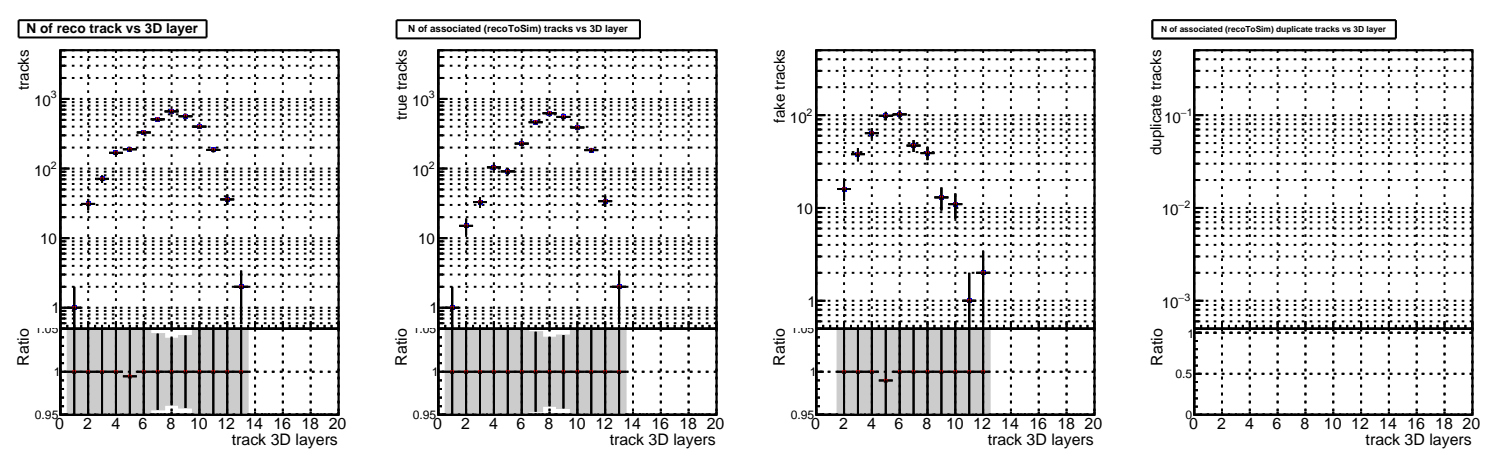 N of reco track vs 3D layer
tracks
10³
10²
10
1
Ratio
1.05
1
0.95
0 2 4 6 8 10 12 14 16 18 20
track 3D layers
N of associated (recoToSim) tracks vs 3D layer
true tracks
10³
10²
10
1
Ratio
1.05
1
0.95
0 2 4 6 8 10 12 14 16 18 20
track 3D layers
fake tracks
10²
10
1
Ratio
1.05
1
0.95
0 2 4 6 8 10 12 14 16 18 20
track 3D layers
N of associated (recoToSim) duplicate tracks vs 3D layer
duplicate tracks
10⁻¹
10⁻²
10⁻³
Ratio
1
0.5
0
0 2 4 6 8 10 12 14 16 18 20
track 3D layers